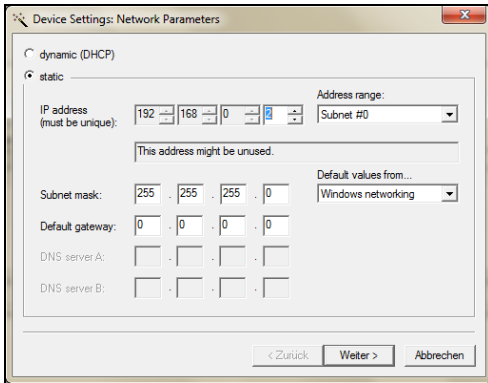 Device Settings: Network Parameters
dynamic (DHCP)
static
Address range:
IP address
(must be unique):
192 168 0 2
Subnet #0
This address might be unused.
Default values from...
Subnet mask:
255 . 255 . 255 . 0
Windows networking
Default gateway:
0 . 0 . 0 . 0
DNS server A:
. . .
DNS server B:
. . .
< Zurück
Weiter >
Abbrechen